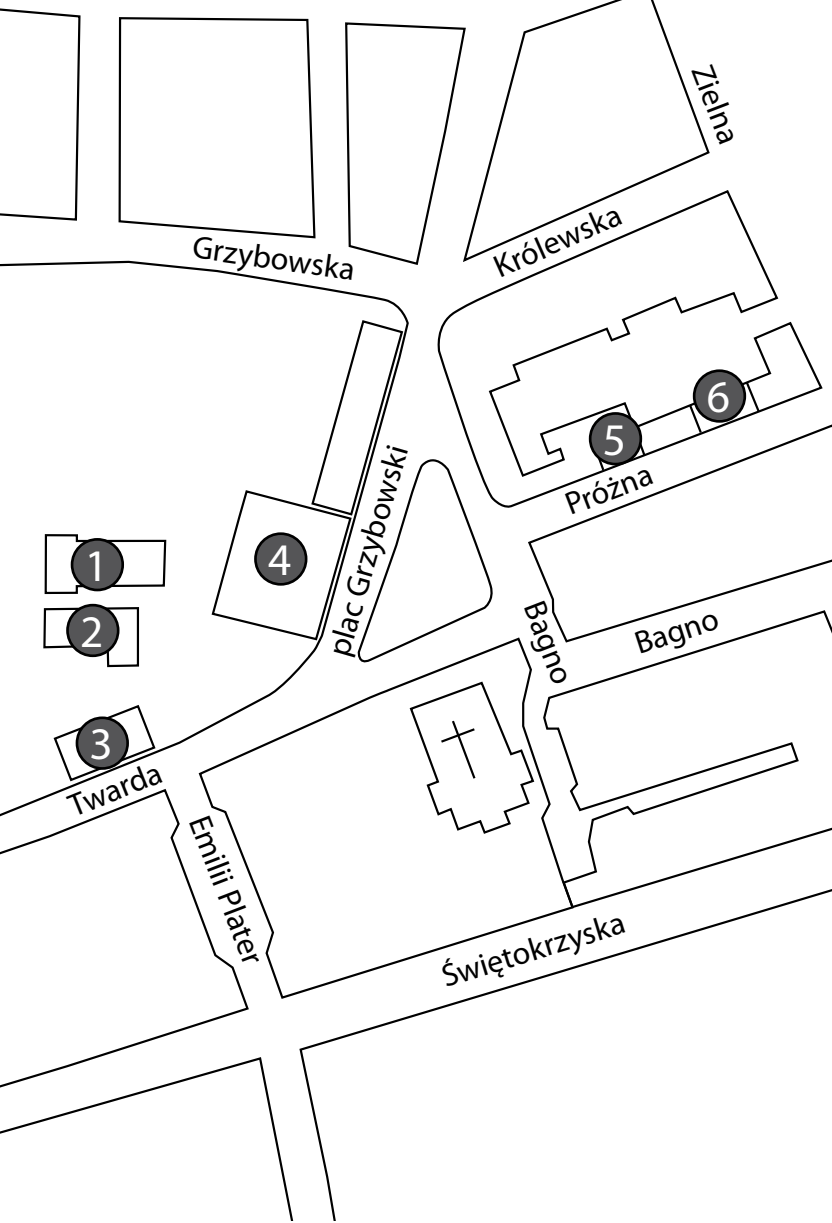 Zielna
Królewska
Grzybowska
6
5
Próżna
plac Grzybowski
4
1
2
Bagno
Bagno
3
Twarda
Emilii Plater
Świętokrzyska